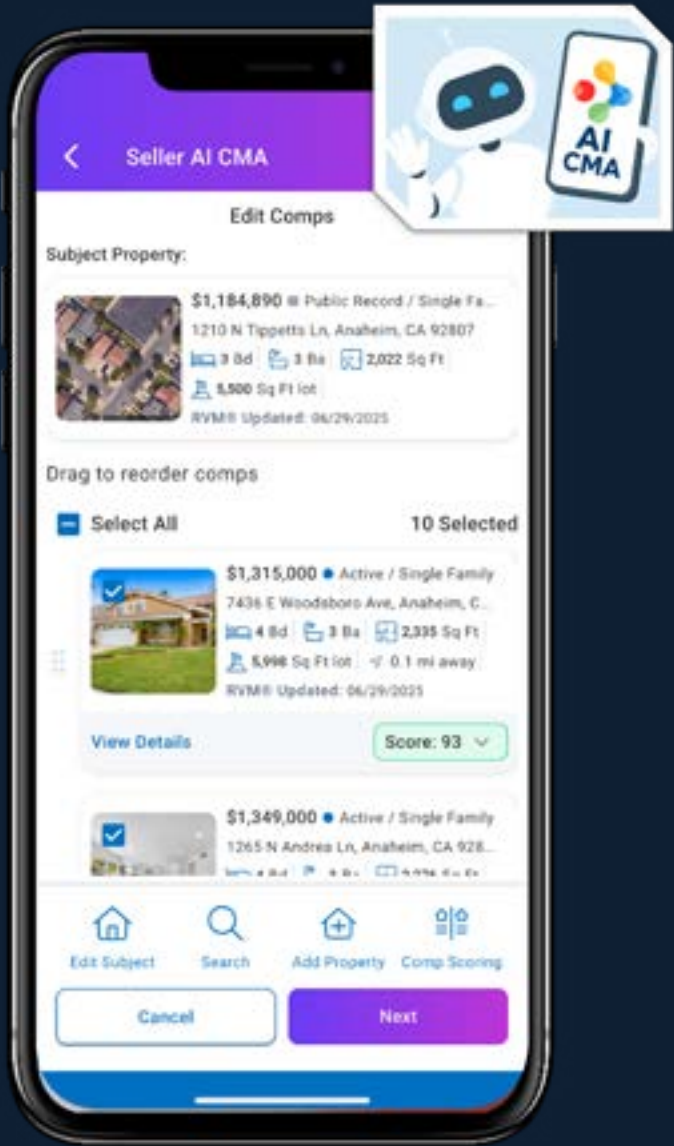 Seller AI CMA
AI
CMA
Edit Comps
Subject Property:
$1,184,890 Public Record / Single Fa...
1210 N Tippetts Ln, Anaheim, CA 92807
3 Bd 3 Ba 2,022 Sq Ft
5,500 Sq Ft lot
RVM® Updated: 06/29/2025
Drag to reorder comps
Select All 10 Selected
$1,315,000 • Active / Single Family
7436 E Woodsboro Ave, Anaheim, C...
4 Bd 3 Ba 2,335 Sq Ft
5,998 Sq Ft lot 0.1 mi away
RVM® Updated: 06/29/2025
View Details Score: 93
$1,349,000 • Active / Single Family
1265 N Andrea Ln, Anaheim, CA 928...
Edit Subject Search Add Property Comp Scoring
Cancel Next